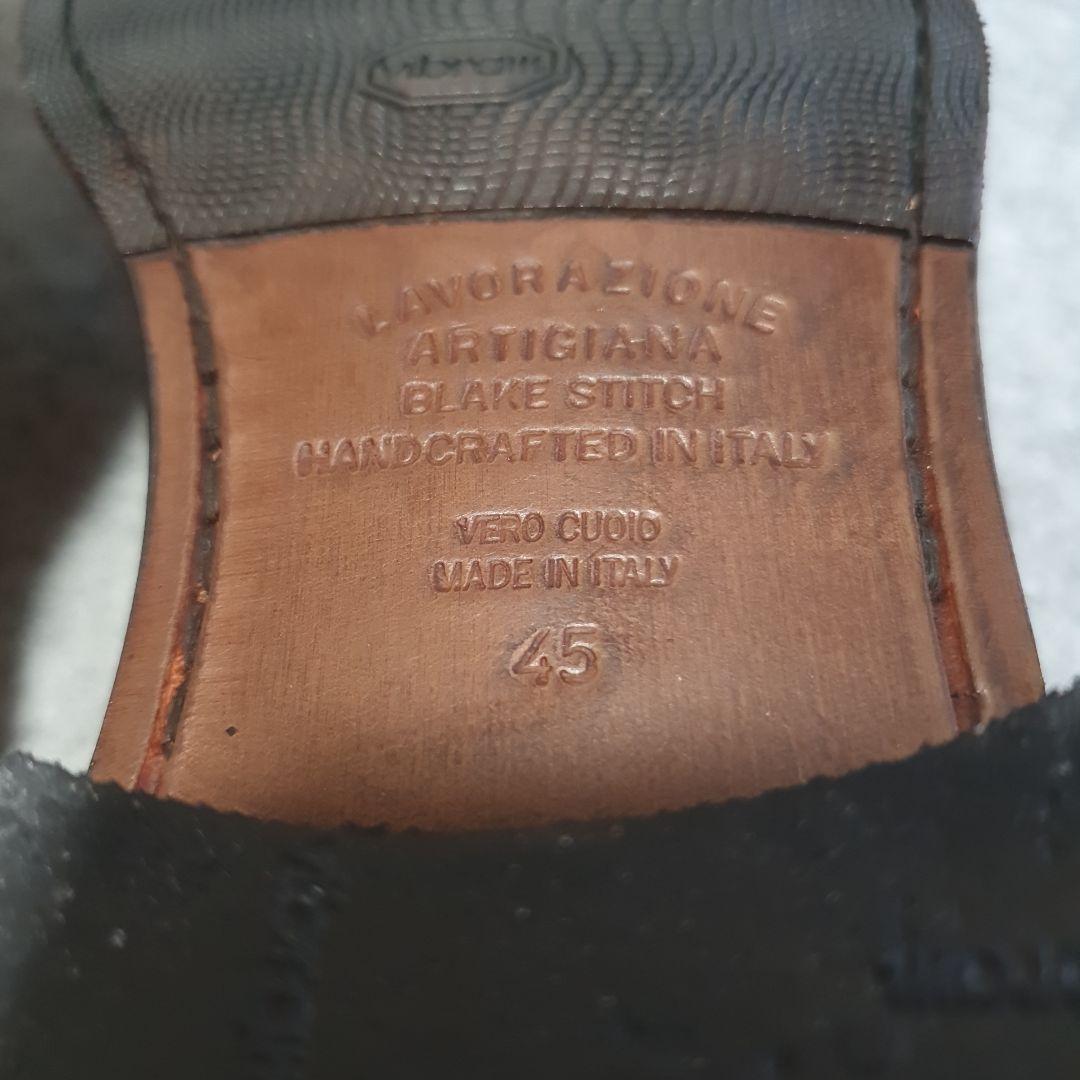 LAVORAZIONE
ARTIGIANA
BLAKE STITCH
HANDCRAFTED IN ITALY
VERO CUOIO
MADE IN ITALY
45